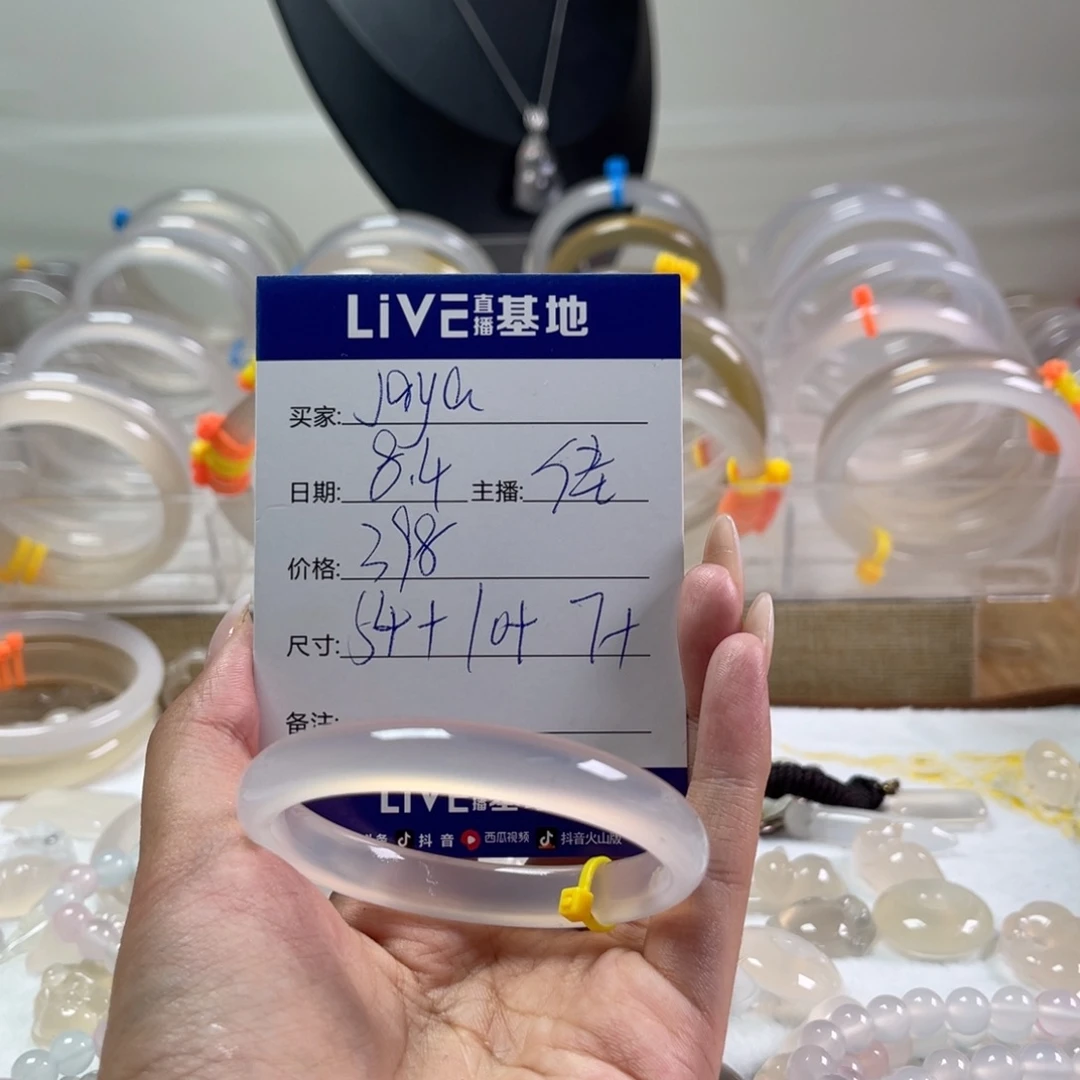 LiVE直播基地
买家: jaya
日期: 8.4 主播: 佳
价格: 398
尺寸: 54+ 10+ 7+
备注:
LiVE
抖音 西瓜视频 抖音火山版